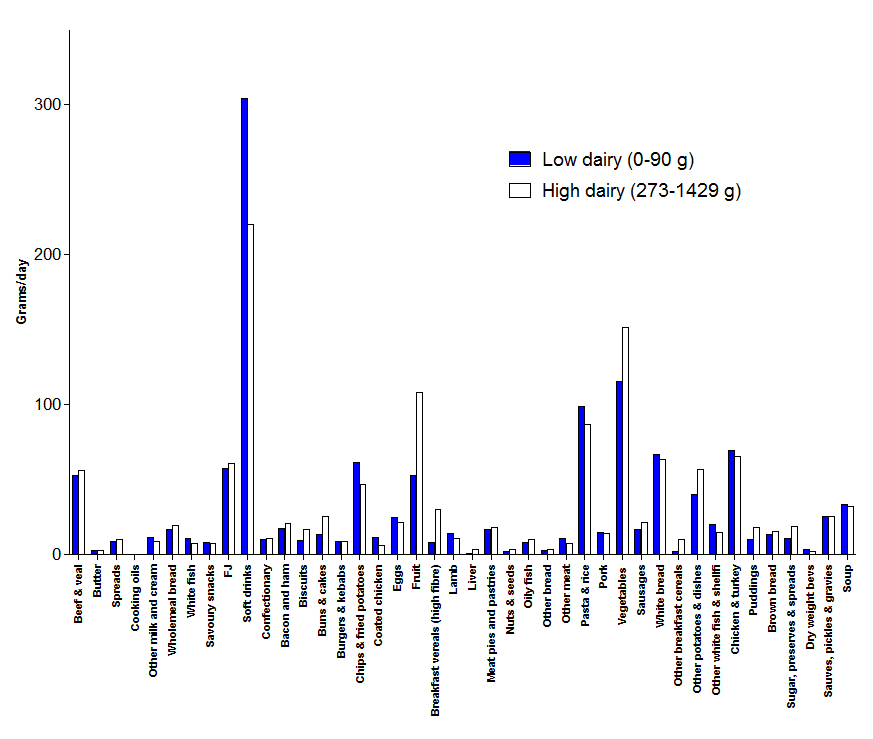 300
200
100
0
Grams/day
Low dairy (0-90 g)
High dairy (273-1429 g)
Beef & veal
Butter
Spreads
Cooking oils
Other milk and cream
Wholemeal bread
White fish
Savoury snacks
FJ
Soft drinks
Confectionary
Bacon and ham
Biscuits
Buns & cakes
Burgers & kebabs
Chips & fried potatoes
Coated chicken
Eggs
Fruit
Breakfast vereals (high fibre)
Lamb
Liver
Meat pies and pastries
Nuts & seeds
Oily fish
Other bread
Other meat
Pasta & rice
Pork
Vegetables
Sausages
White bread
Other breakfast cereals
Other potatoes & dishes
Other white fish & shellfi
Chicken & turkey
Puddings
Brown bread
Sugar, preserves & spreads
Dry weight bevs
Sauves, pickles & gravies
Soup